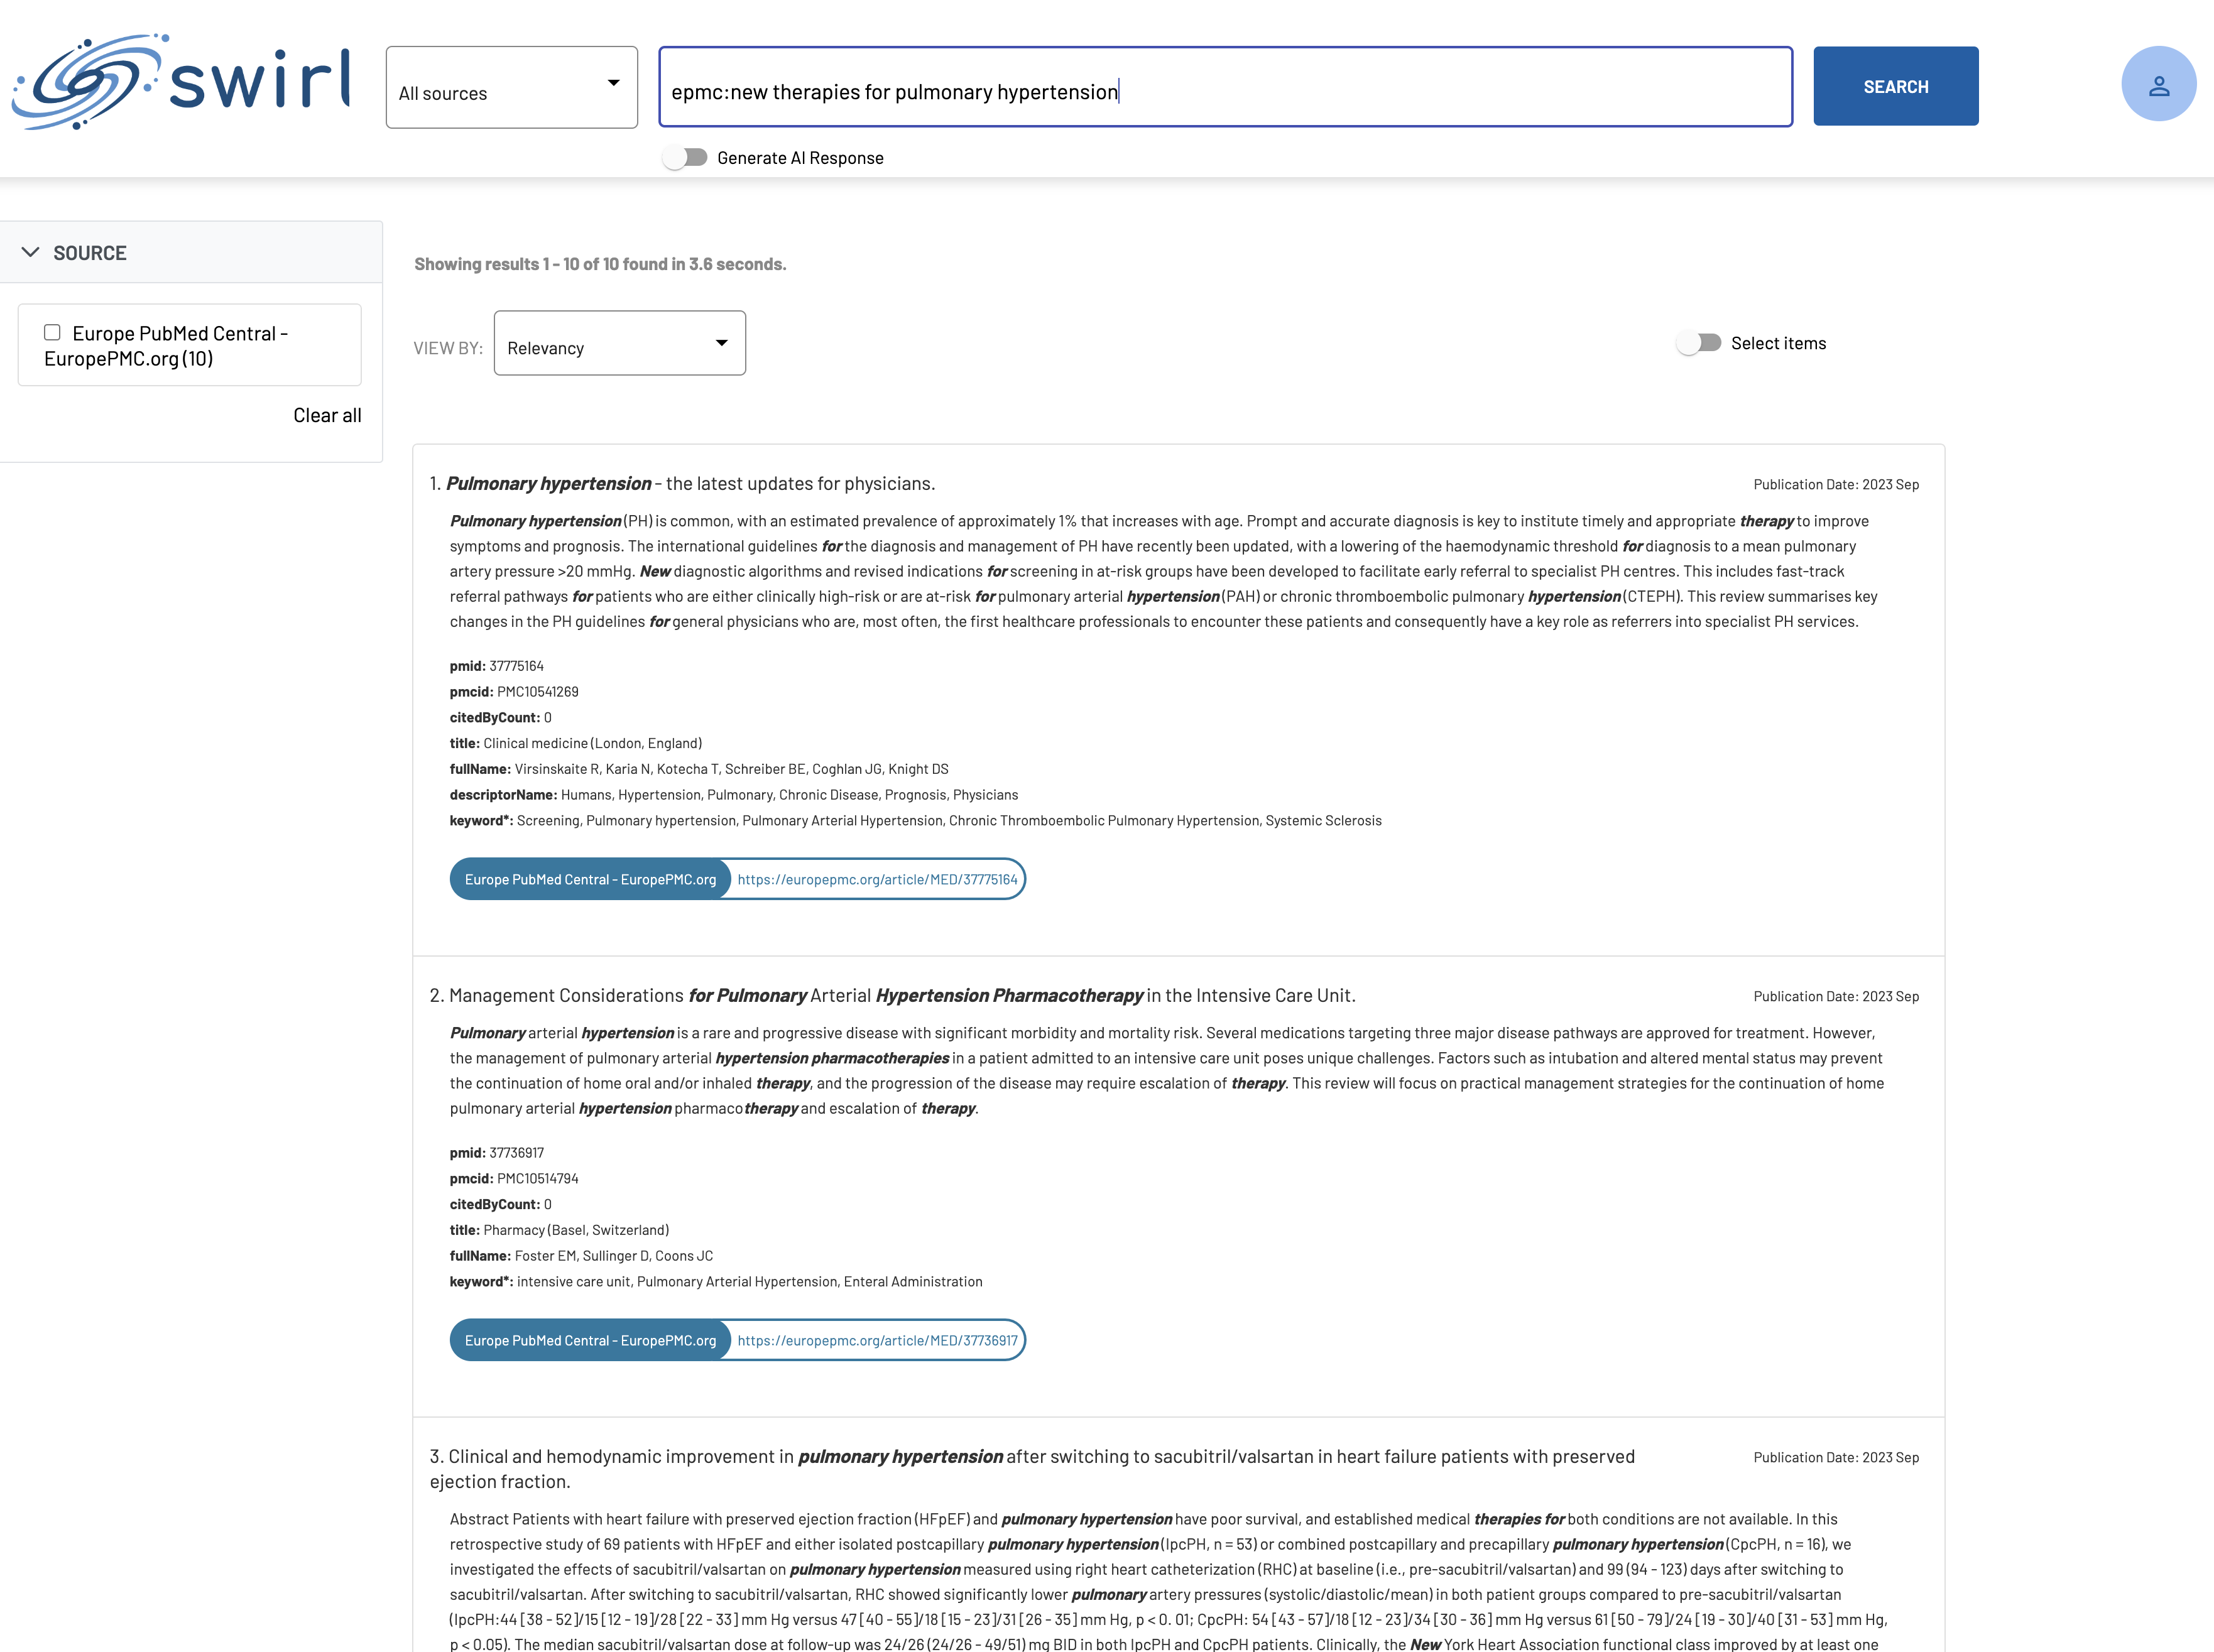 swirl
All sources
epmc:new therapies for pulmonary hypertension
SEARCH
Generate AI Response
SOURCE
Europe PubMed Central -
EuropePMC.org (10)
Clear all
Showing results 1 - 10 of 10 found in 3.6 seconds.
VIEW BY:
Relevancy
Select items
1. Pulmonary hypertension - the latest updates for physicians.
Publication Date: 2023 Sep
Pulmonary hypertension (PH) is common, with an estimated prevalence of approximately 1% that increases with age. Prompt and accurate diagnosis is key to institute timely and appropriate therapy to improve
symptoms and prognosis. The international guidelines for the diagnosis and management of PH have recently been updated, with a lowering of the haemodynamic threshold for diagnosis to a mean pulmonary
artery pressure >20 mmHg. New diagnostic algorithms and revised indications for screening in at-risk groups have been developed to facilitate early referral to specialist PH centres. This includes fast-track
referral pathways for patients who are either clinically high-risk or are at-risk for pulmonary arterial hypertension (PAH) or chronic thromboembolic pulmonary hypertension (CTEPH). This review summarises key
changes in the PH guidelines for general physicians who are, most often, the first healthcare professionals to encounter these patients and consequently have a key role as referrers into specialist PH services.
pmid: 37775164
pmcid: PMC10541269
citedByCount: 0
title: Clinical medicine (London, England)
fullName: Virsinskaite R, Karia N, Kotecha T, Schreiber BE, Coghlan JG, Knight DS
descriptorName: Humans, Hypertension, Pulmonary, Chronic Disease, Prognosis, Physicians
keyword*: Screening, Pulmonary hypertension, Pulmonary Arterial Hypertension, Chronic Thromboembolic Pulmonary Hypertension, Systemic Sclerosis
Europe PubMed Central - EuropePMC.org https://europepmc.org/article/MED/37775164
2. Management Considerations for Pulmonary Arterial Hypertension Pharmacotherapy in the Intensive Care Unit.
Publication Date: 2023 Sep
Pulmonary arterial hypertension is a rare and progressive disease with significant morbidity and mortality risk. Several medications targeting three major disease pathways are approved for treatment. However,
the management of pulmonary arterial hypertension pharmacotherapies in a patient admitted to an intensive care unit poses unique challenges. Factors such as intubation and altered mental status may prevent
the continuation of home oral and/or inhaled therapy, and the progression of the disease may require escalation of therapy. This review will focus on practical management strategies for the continuation of home
pulmonary arterial hypertension pharmacotherapy and escalation of therapy.
pmid: 37736917
pmcid: PMC10514794
citedByCount: 0
title: Pharmacy (Basel, Switzerland)
fullName: Foster EM, Sullinger D, Coons JC
keyword*: intensive care unit, Pulmonary Arterial Hypertension, Enteral Administration
Europe PubMed Central - EuropePMC.org https://europepmc.org/article/MED/37736917
3. Clinical and hemodynamic improvement in pulmonary hypertension after switching to sacubitril/valsartan in heart failure patients with preserved
ejection fraction.
Publication Date: 2023 Sep
Abstract Patients with heart failure with preserved ejection fraction (HFpEF) and pulmonary hypertension have poor survival, and established medical therapies for both conditions are not available. In this
retrospective study of 69 patients with HFpEF and either isolated postcapillary pulmonary hypertension (IpcPH, n = 53) or combined postcapillary and precapillary pulmonary hypertension (CpcPH, n = 16), we
investigated the effects of sacubitril/valsartan on pulmonary hypertension measured using right heart catheterization (RHC) at baseline (i.e., pre-sacubitril/valsartan) and 99 (94 - 123) days after switching to
sacubitril/valsartan. After switching to sacubitril/valsartan, RHC showed significantly lower pulmonary artery pressures (systolic/diastolic/mean) in both patient groups compared to pre-sacubitril/valsartan
(IpcPH:44 [38 - 52]/15 [12 - 19]/28 [22 - 33] mm Hg versus 47 [40 - 55]/18 [15 - 23]/31 [26 - 35] mm Hg, p < 0. 01; CpcPH: 54 [43 - 57]/18 [12 - 23]/34 [30 - 36] mm Hg versus 61 [50 - 79]/24 [19 - 30]/40 [31 - 53] mm Hg,
p < 0.05). The median sacubitril/valsartan dose at follow-up was 24/26 (24/26 - 49/51) mg BID in both IpcPH and CpcPH patients. Clinically, the New York Heart Association functional class improved by at least one